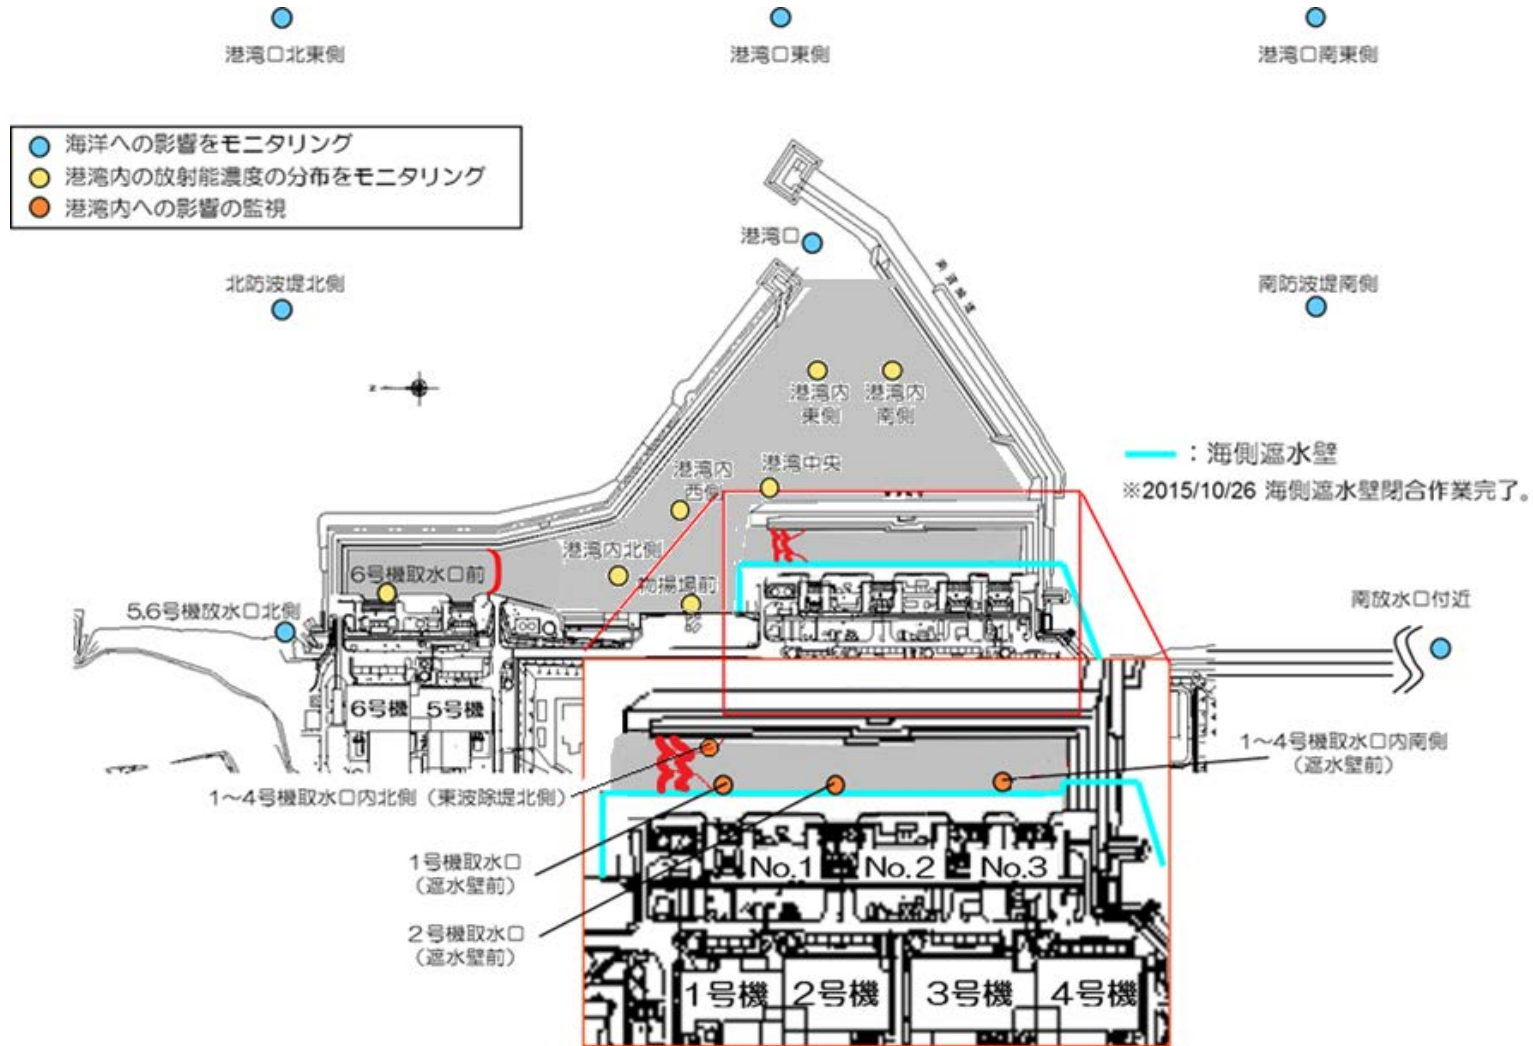 港湾口北東側
港湾口東側
港湾口南東側
海洋への影響をモニタリング
港湾内の放射能濃度の分布をモニタリング
港湾内への影響の監視
港湾口
北防波堤北側
南防波堤南側
港湾内
東側
港湾内
南側
：海側遮水壁
※2015/10/26 海側遮水壁閉合作業完了。
港湾内
西側
港湾中央
港湾内北側
6号機取水口前
物揚場前
5,6号機放水口北側
南放水口付近
6号機
5号機
1～4号機取水口内南側
（遮水壁前）
1～4号機取水口内北側（東波除堤北側）
1号機取水口
（遮水壁前）
No.1
No.2
No.3
2号機取水口
（遮水壁前）
1号機
2号機
3号機
4号機